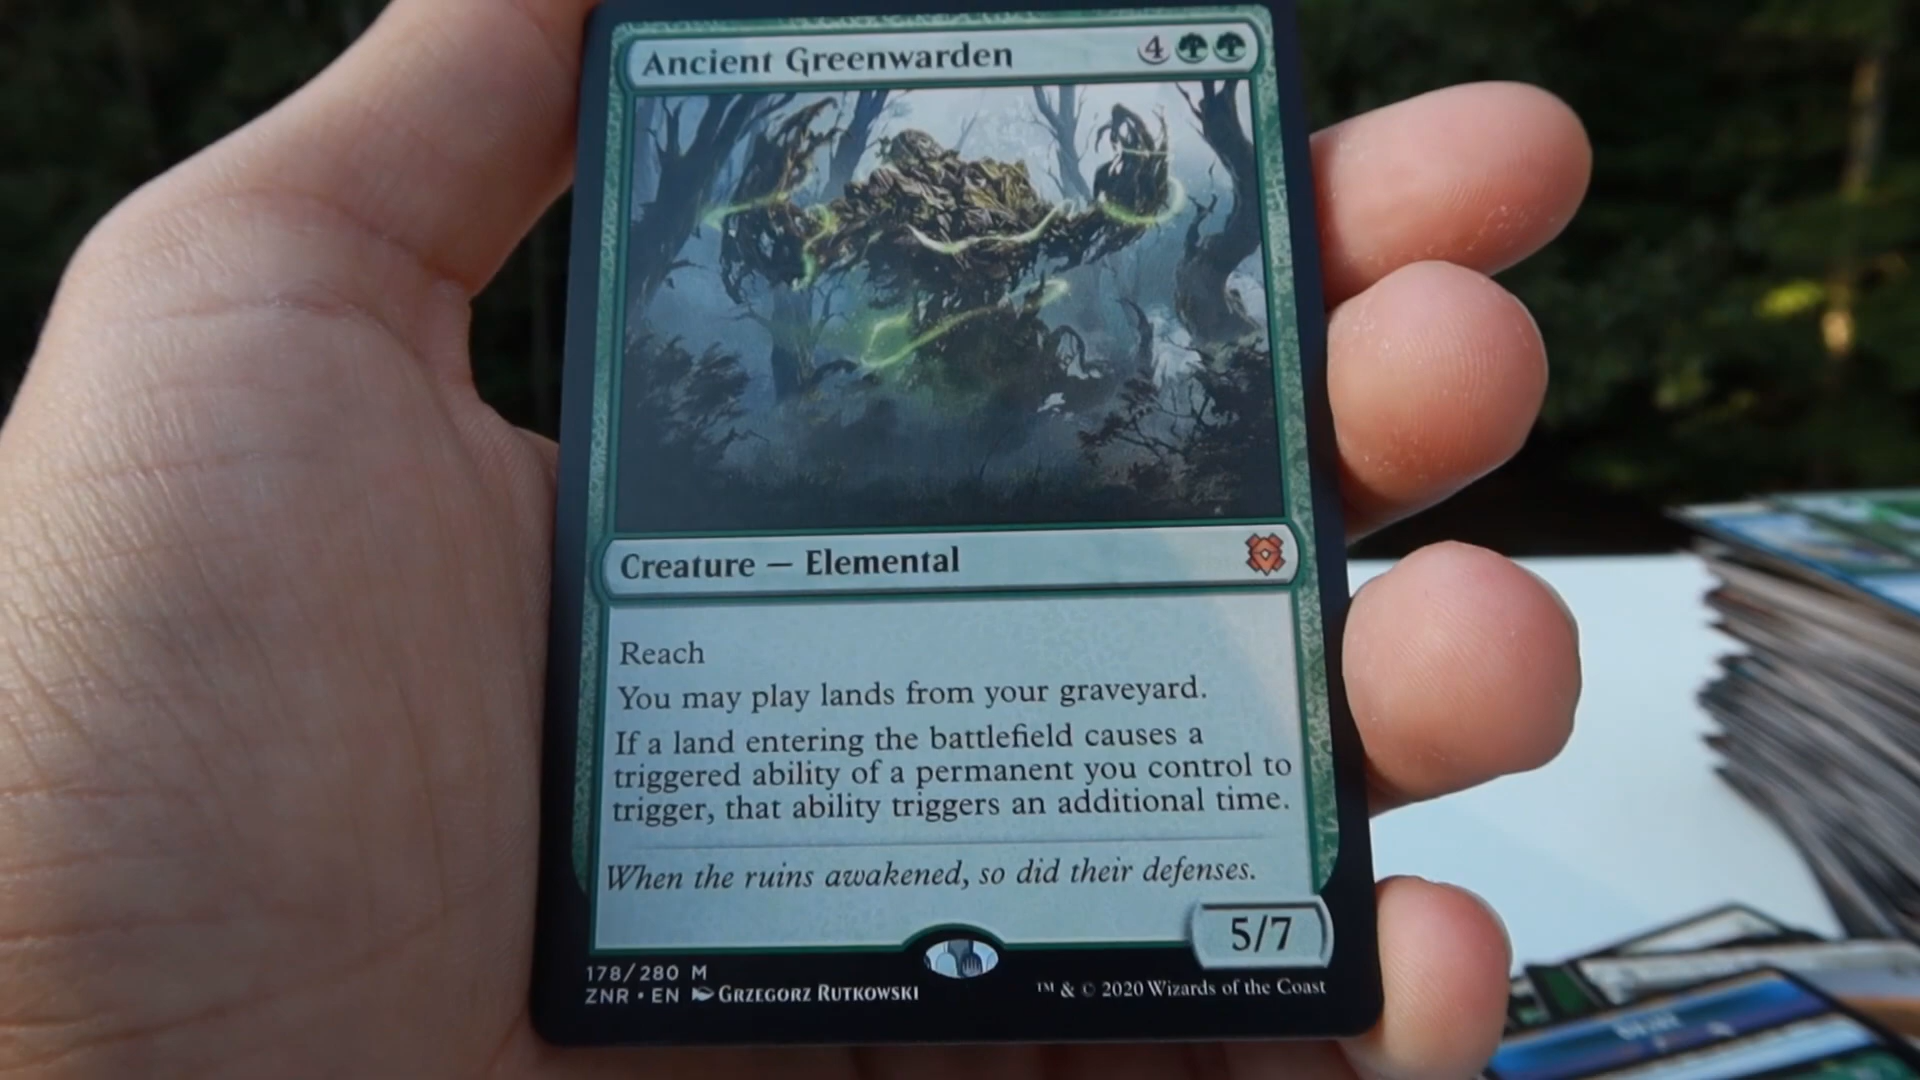 Ancient Greenwarden 4
Creature — Elemental
Reach
You may play lands from your graveyard.
If a land entering the battlefield causes a
triggered ability of a permanent you control to
trigger, that ability triggers an additional time.
When the ruins awakened, so did their defenses.
5/7
178/280 M
ZNR • EN GRZEGORZ RUTKOWSKI
™ & © 2020 Wizards of the Coast